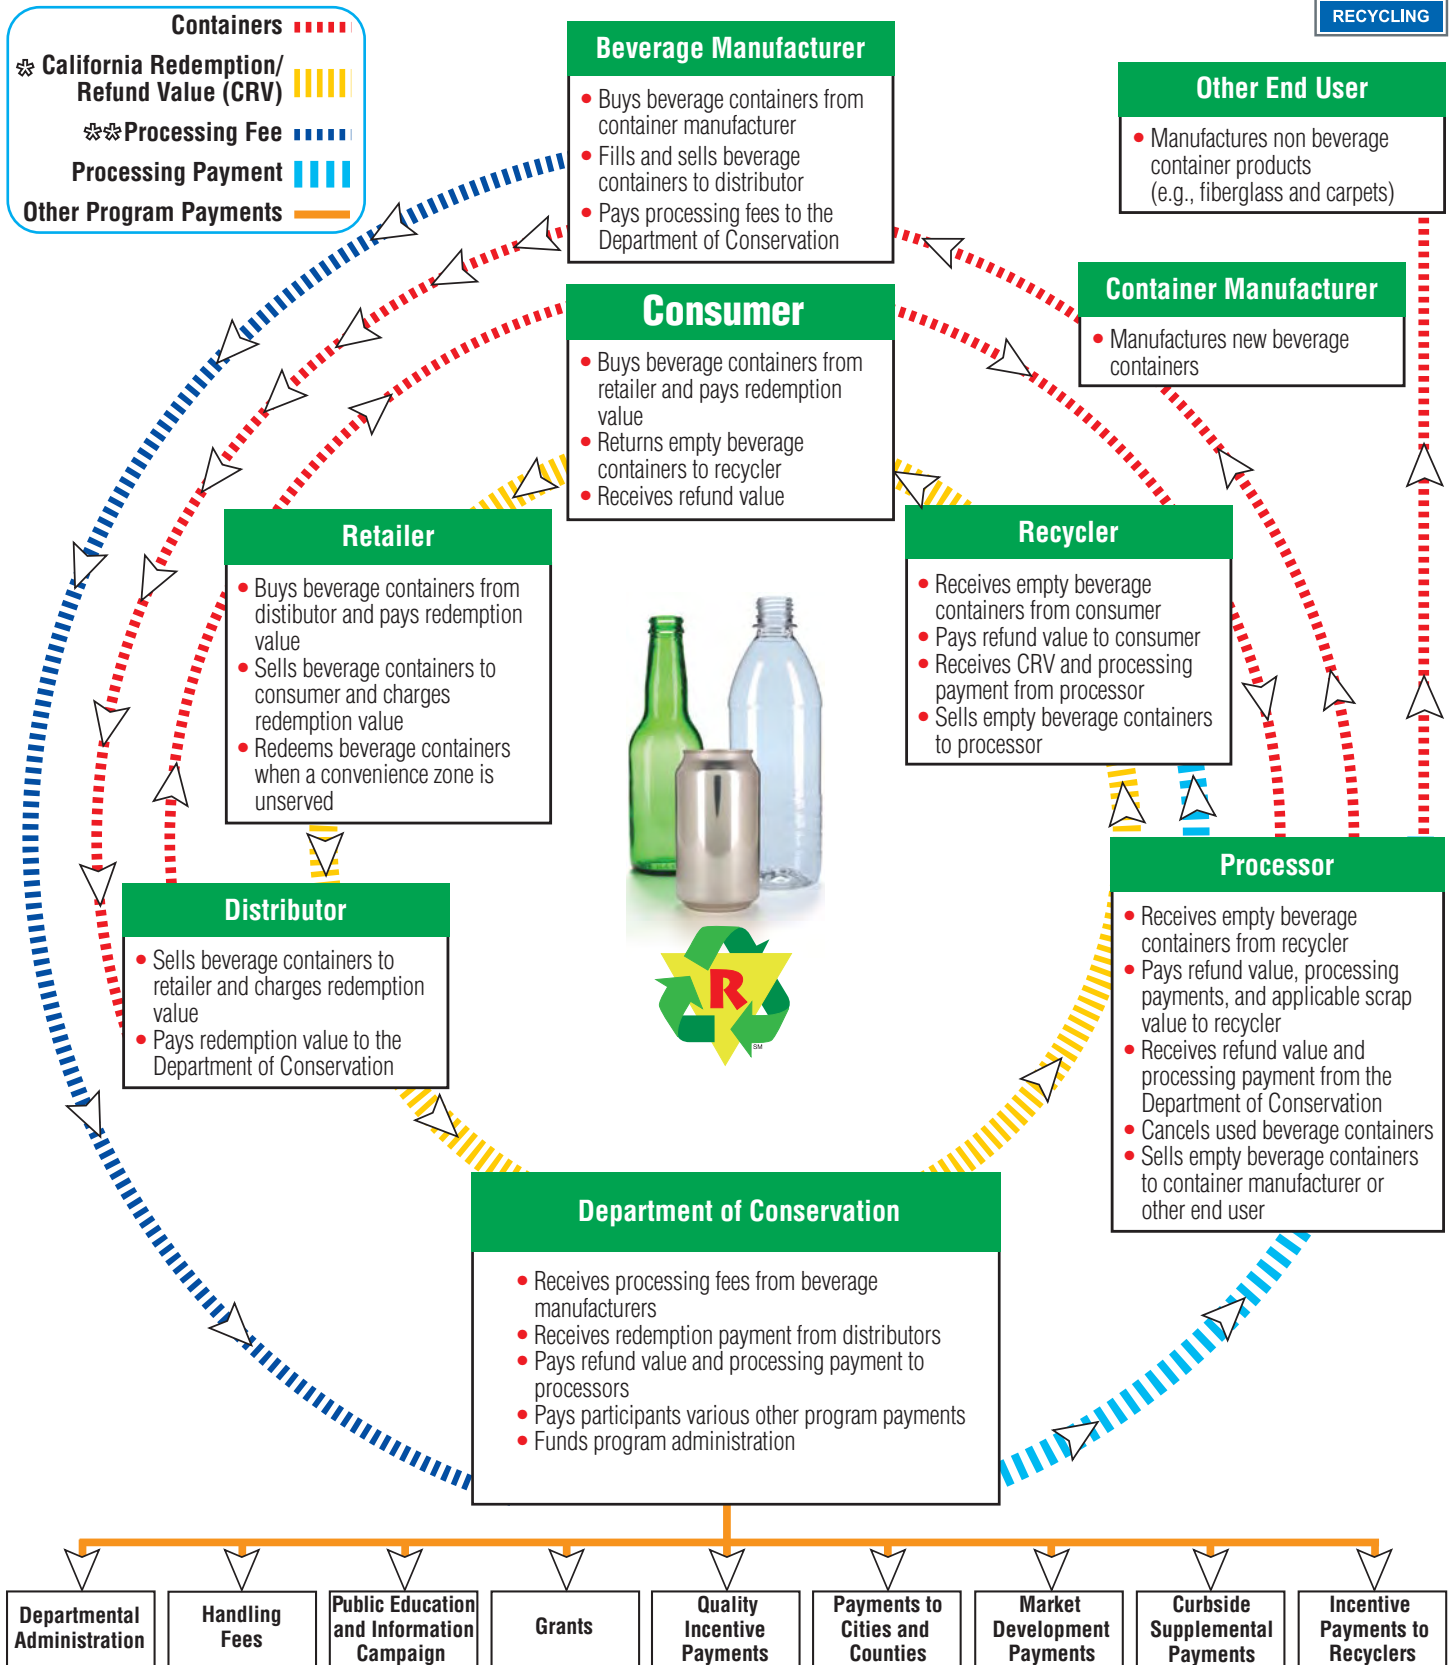 RECYCLING
Containers
California Redemption/
Refund Value (CRV)
Processing Fee
Processing Payment
Other Program Payments
Beverage Manufacturer
• Buys beverage containers from
container manufacturer
• Fills and sells beverage
containers to distributor
• Pays processing fees to the
Department of Conservation
Other End User
• Manufactures non beverage
container products
(e.g., fiberglass and carpets)
Container Manufacturer
• Manufactures new beverage
containers
Consumer
• Buys beverage containers from
retailer and pays redemption
value
• Returns empty beverage
containers to recycler
• Receives refund value
Retailer
• Buys beverage containers from
distibutor and pays redemption
value
• Sells beverage containers to
consumer and charges
redemption value
• Redeems beverage containers
when a convenience zone is
unserved
Recycler
• Receives empty beverage
containers from consumer
• Pays refund value to consumer
• Receives CRV and processing
payment from processor
• Sells empty beverage containers
to processor
Distributor
• Sells beverage containers to
retailer and charges redemption
value
• Pays redemption value to the
Department of Conservation
R
SM
Processor
• Receives empty beverage
containers from recycler
• Pays refund value, processing
payments, and applicable scrap
value to recycler
• Receives refund value and
processing payment from the
Department of Conservation
• Cancels used beverage containers
• Sells empty beverage containers
to container manufacturer or
other end user
Department of Conservation
• Receives processing fees from beverage
manufacturers
• Receives redemption payment from distributors
• Pays refund value and processing payment to
processors
• Pays participants various other program payments
• Funds program administration
Departmental
Administration
Handling
Fees
Public Education
and Information
Campaign
Grants
Quality
Incentive
Payments
Payments to
Cities and
Counties
Market
Development
Payments
Curbside
Supplemental
Payments
Incentive
Payments to
Recyclers